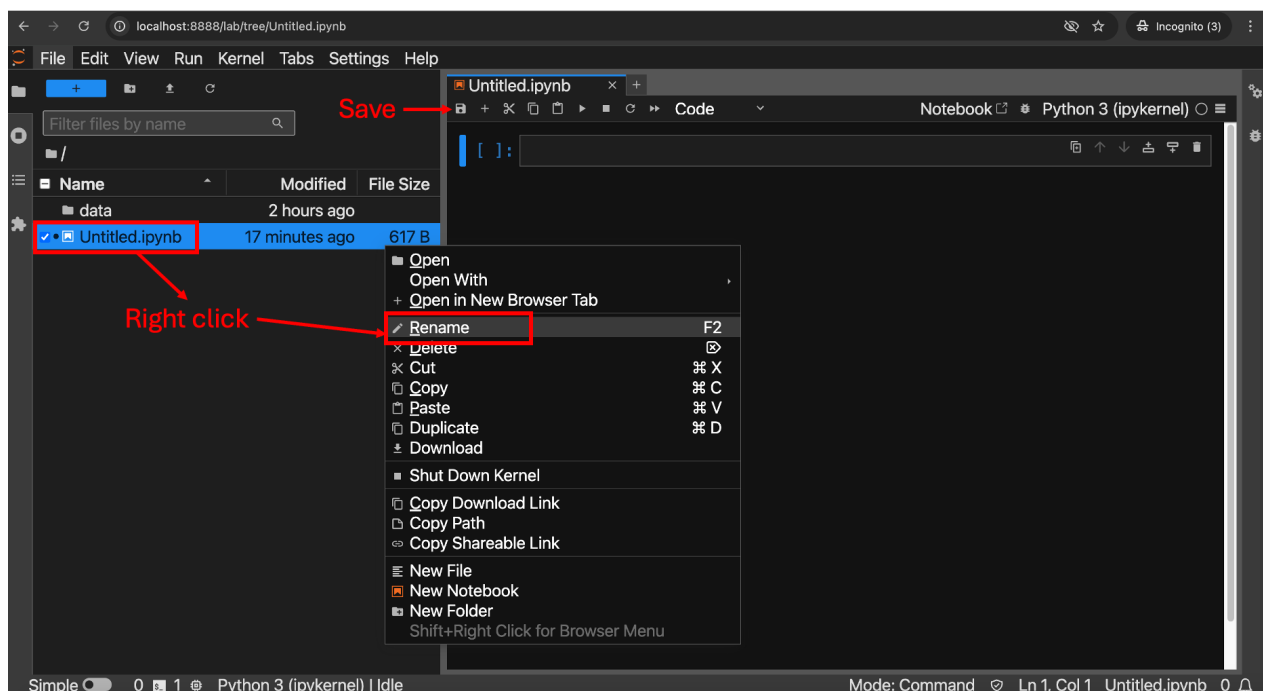 localhost:8888/lab/tree/Untitled.ipynb
Incognito (3)
File Edit View Run Kernel Tabs Settings Help
Untitled.ipynb
Save
Code
Notebook
Python 3 (ipykernel)
Filter files by name
/
[ ]:
Name Modified File Size
data 2 hours ago
Untitled.ipynb 17 minutes ago 617 B
Right click
Open
Open With
Open in New Browser Tab
Rename F2
Delete
Cut ⌘ X
Copy ⌘ C
Paste ⌘ V
Duplicate ⌘ D
Download
Shut Down Kernel
Copy Download Link
Copy Path
Copy Shareable Link
New File
New Notebook
New Folder
Shift+Right Click for Browser Menu
Simple 0 1 Python 3 (ipykernel) | Idle Mode: Command Ln 1, Col 1 Untitled.ipynb 0